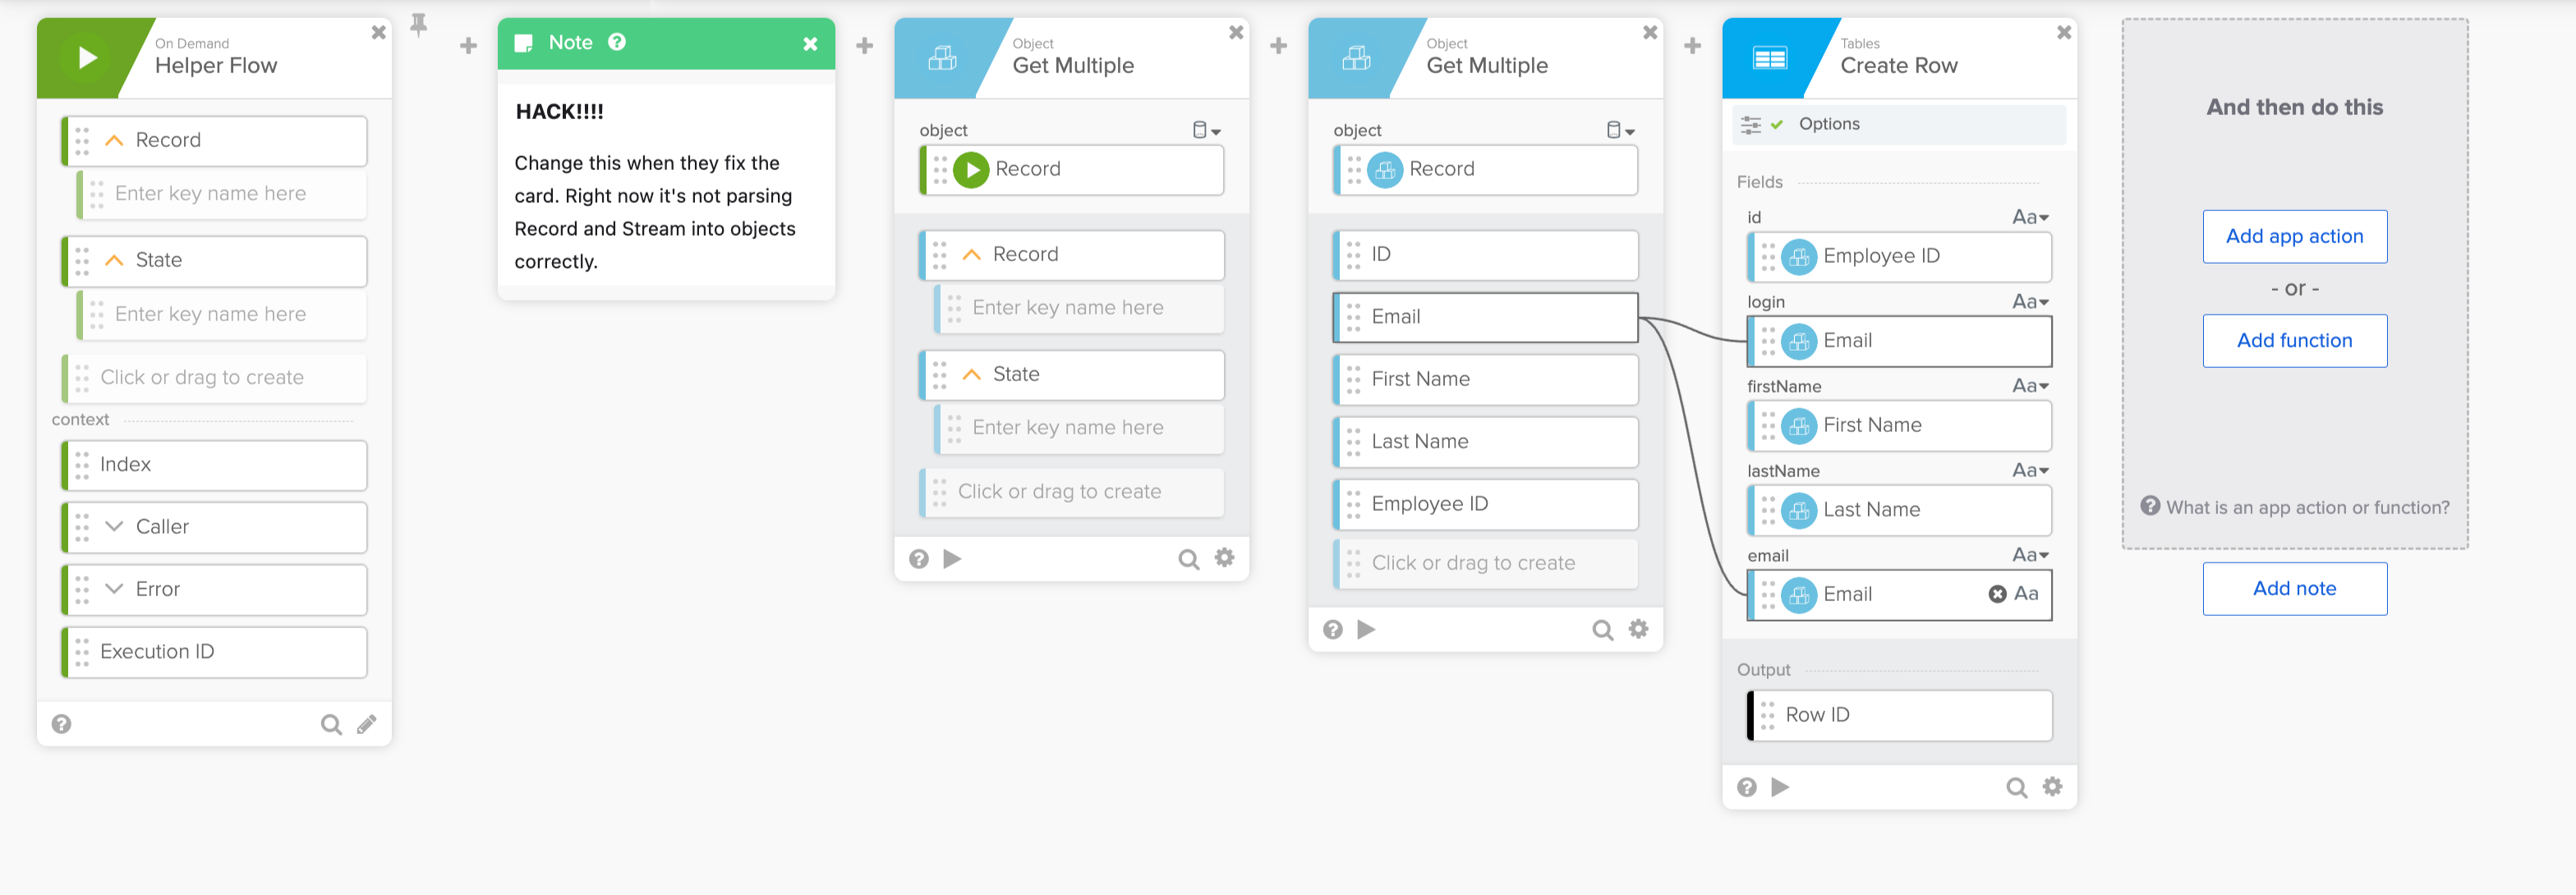 On Demand
Helper Flow
Record
Enter key name here
State
Enter key name here
Click or drag to create
context
Index
Caller
Error
Execution ID
Note
HACK!!!!
Change this when they fix the
card. Right now it's not parsing
Record and Stream into objects
correctly.
Object
Get Multiple
object
Record
Record
Enter key name here
State
Enter key name here
Click or drag to create
Object
Get Multiple
object
Record
ID
Email
First Name
Last Name
Employee ID
Click or drag to create
Tables
Create Row
Options
Fields
id Aa
Employee ID
login Aa
Email
firstName Aa
First Name
lastName Aa
Last Name
email Aa
Email Aa
Output
Row ID
And then do this
Add app action
- or -
Add function
What is an app action or function?
Add note